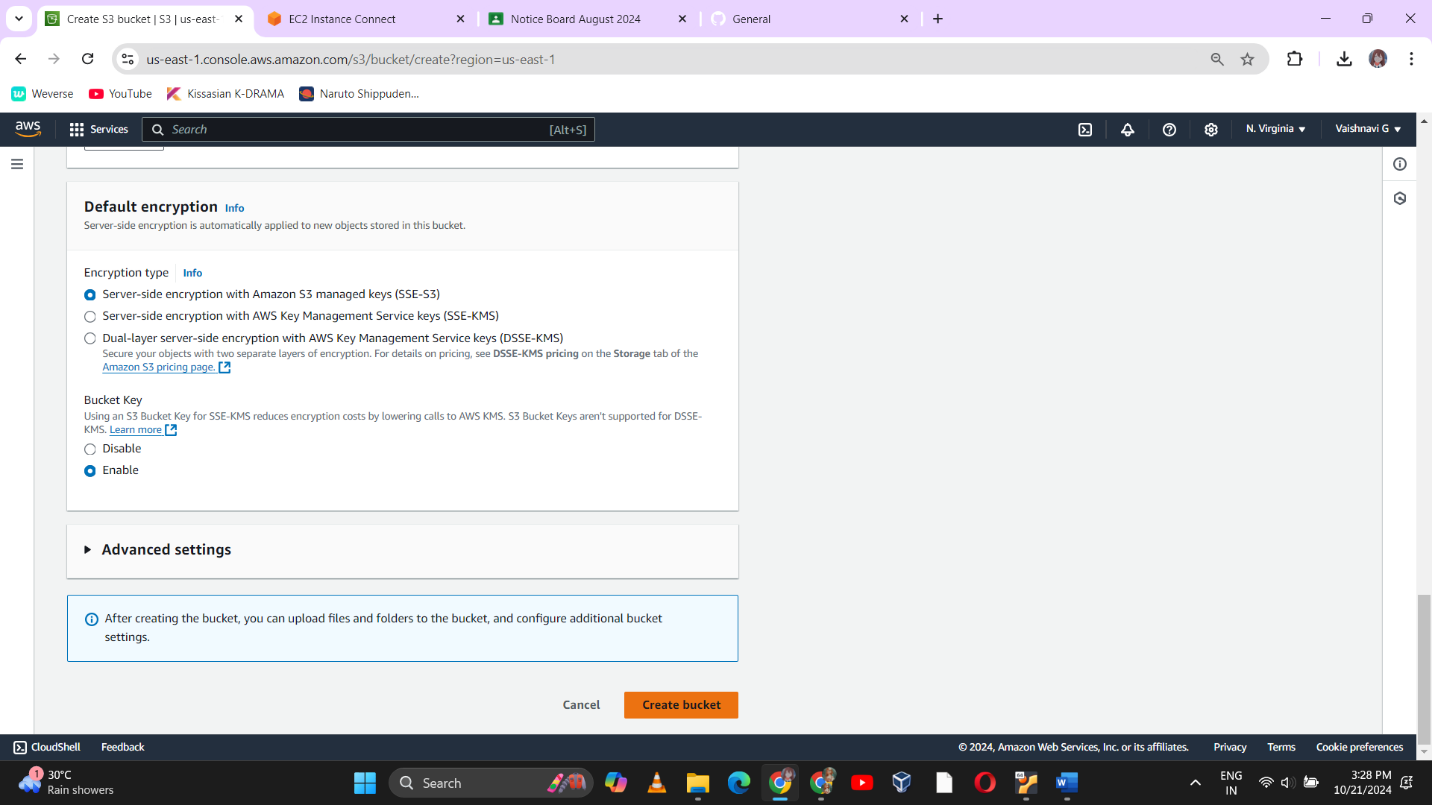 Create S3 bucket | S3 | us-east-
EC2 Instance Connect
Notice Board August 2024
General
us-east-1.console.aws.amazon.com/s3/bucket/create?region=us-east-1
Weverse
YouTube
Kissasian K-DRAMA
Naruto Shippuden...
aws
Services
Search
[Alt+S]
N. Virginia
Vaishnavi G
Default encryption Info
Server-side encryption is automatically applied to new objects stored in this bucket.
Encryption type Info
Server-side encryption with Amazon S3 managed keys (SSE-S3)
Server-side encryption with AWS Key Management Service keys (SSE-KMS)
Dual-layer server-side encryption with AWS Key Management Service keys (DSSE-KMS)
Secure your objects with two separate layers of encryption. For details on pricing, see DSSE-KMS pricing on the Storage tab of the
Amazon S3 pricing page.
Bucket Key
Using an S3 Bucket Key for SSE-KMS reduces encryption costs by lowering calls to AWS KMS. S3 Bucket Keys aren't supported for DSSE-
KMS. Learn more
Disable
Enable
Advanced settings
After creating the bucket, you can upload files and folders to the bucket, and configure additional bucket
settings.
Cancel
Create bucket
CloudShell
Feedback
© 2024, Amazon Web Services, Inc. or its affiliates.
Privacy
Terms
Cookie preferences
1
30°C
Rain showers
Search
ENG
IN
3:28 PM
10/21/2024